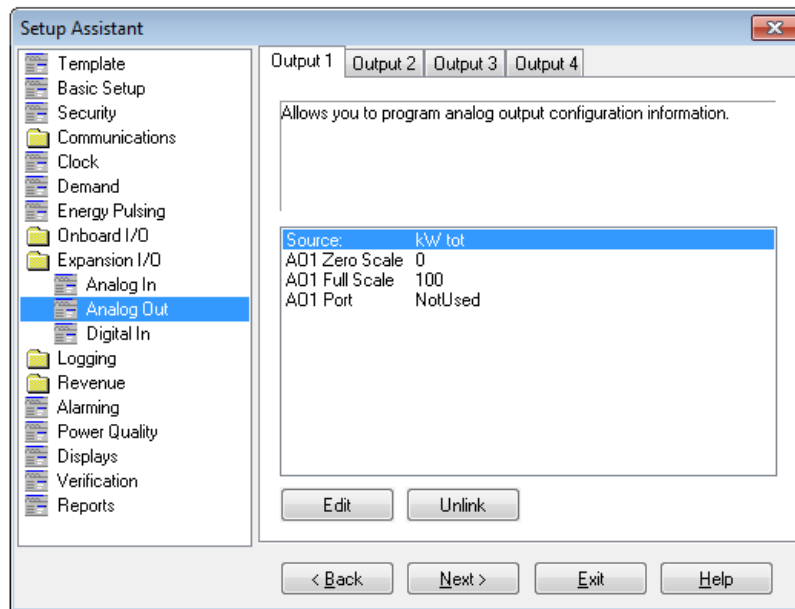 Setup Assistant
Template
Basic Setup
Security
Communications
Clock
Demand
Energy Pulsing
Onboard I/O
Expansion I/O
Analog In
Analog Out
Digital In
Logging
Revenue
Alarming
Power Quality
Displays
Verification
Reports
Output 1 Output 2 Output 3 Output 4
Allows you to program analog output configuration information.
Source: kW tot
AO1 Zero Scale 0
AO1 Full Scale 100
AO1 Port NotUsed
Edit Unlink
< Back Next > Exit Help